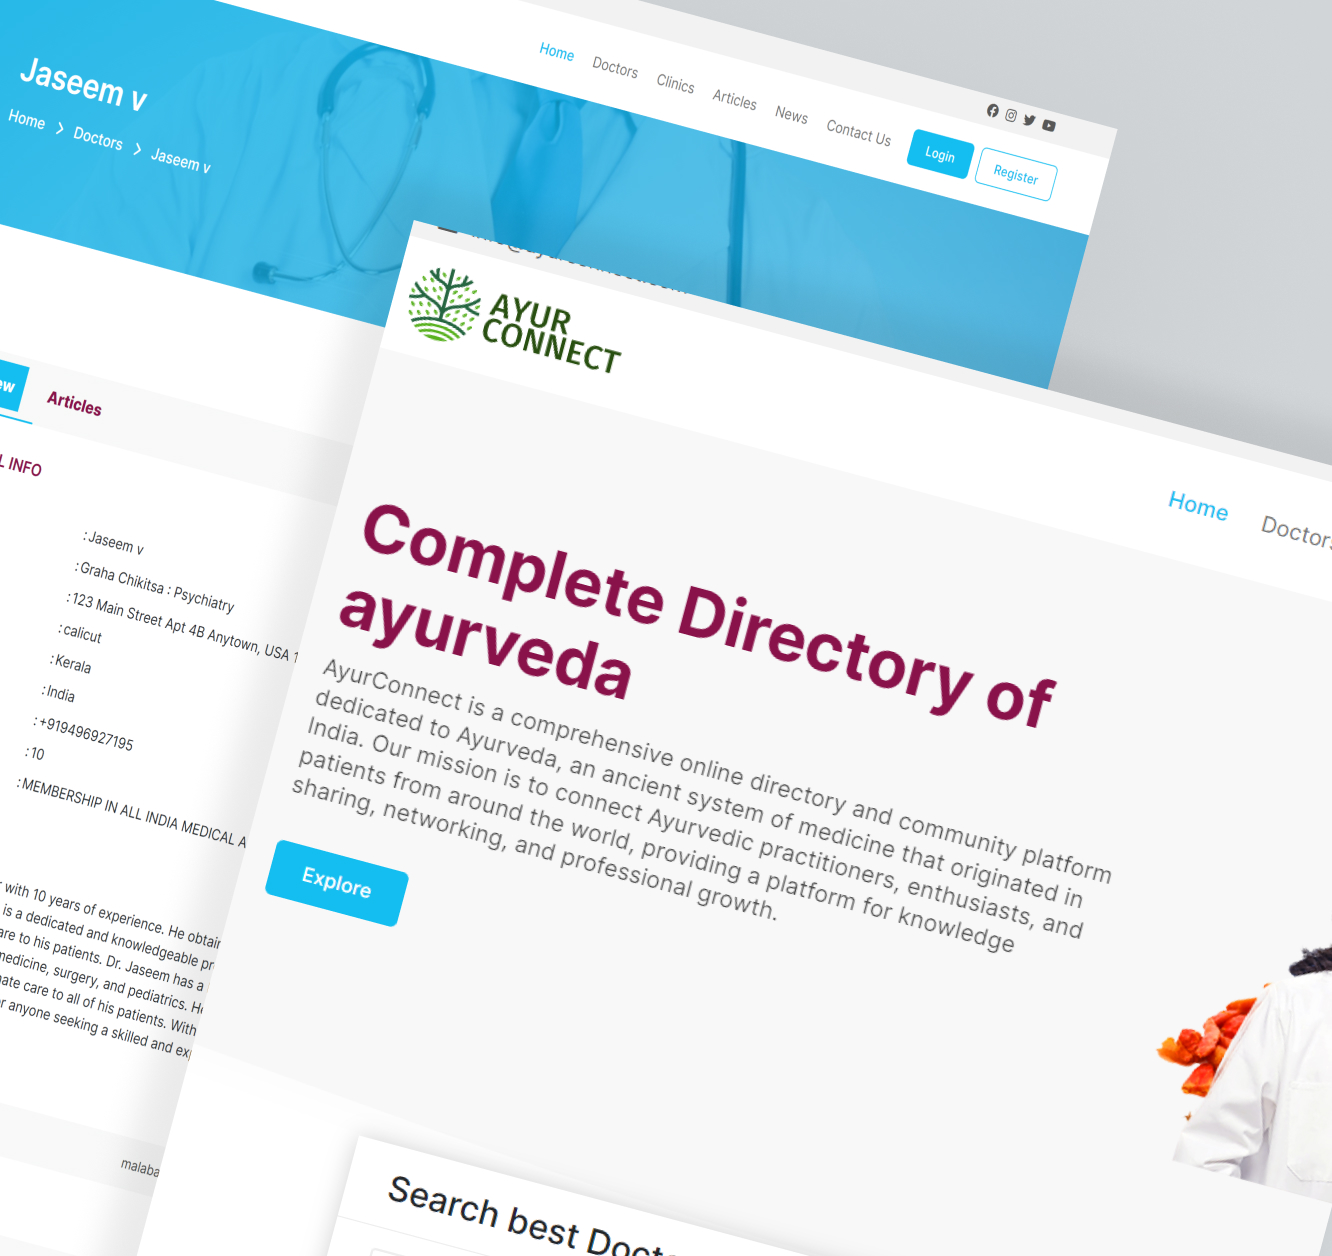 Home Doctors Clinics Articles News Contact Us Login Register
Jaseem v
Home > Doctors > Jaseem v
Articles
INFO
: Jaseem v
: Graha Chikitsa : Psychiatry
: 123 Main Street Apt 4B Anytown, USA 1
: calicut
: Kerala
: India
: +919496927195
: 10
: MEMBERSHIP IN ALL INDIA MEDICAL A
with 10 years of experience. He obtai
is a dedicated and knowledgeable pr
to his patients. Dr. Jaseem has a
medicine, surgery, and pediatrics. He
care to all of his patients. With
anyone seeking a skilled and ex
malaba
AYUR
CONNECT
Home Doctors
Complete Directory of
ayurveda
AyurConnect is a comprehensive online directory and community platform
dedicated to Ayurveda, an ancient system of medicine that originated in
India. Our mission is to connect Ayurvedic practitioners, enthusiasts, and
patients from around the world, providing a platform for knowledge
sharing, networking, and professional growth.
Explore
Search best Doct